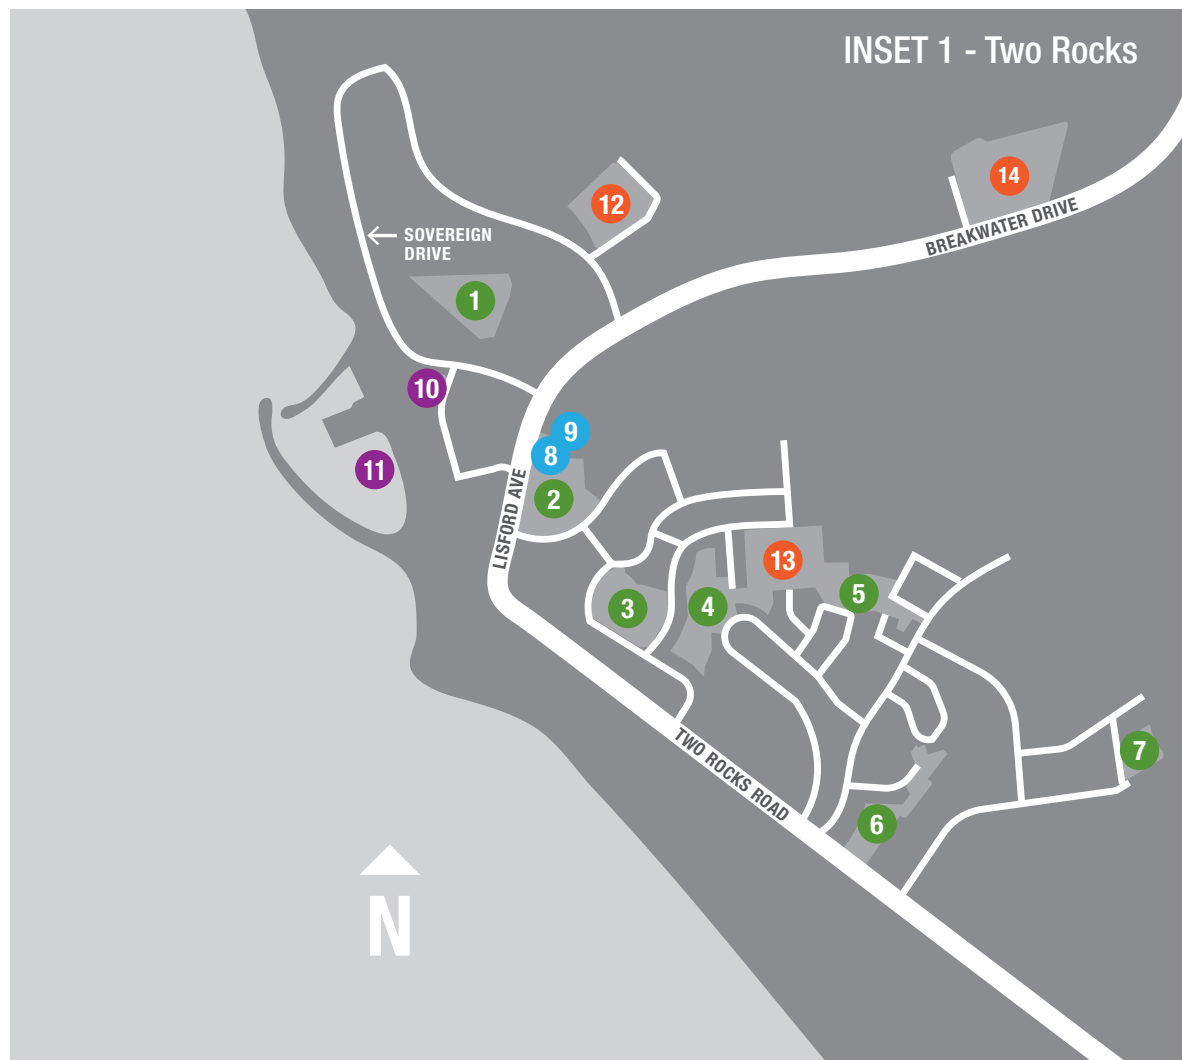 INSET 1 - Two Rocks
14
12
BREAKWATER DRIVE
SOVEREIGN
DRIVE
1
10
9
8
11
2
LISFORD AVE
13
5
3
4
TWO ROCKS ROAD
7
6
N